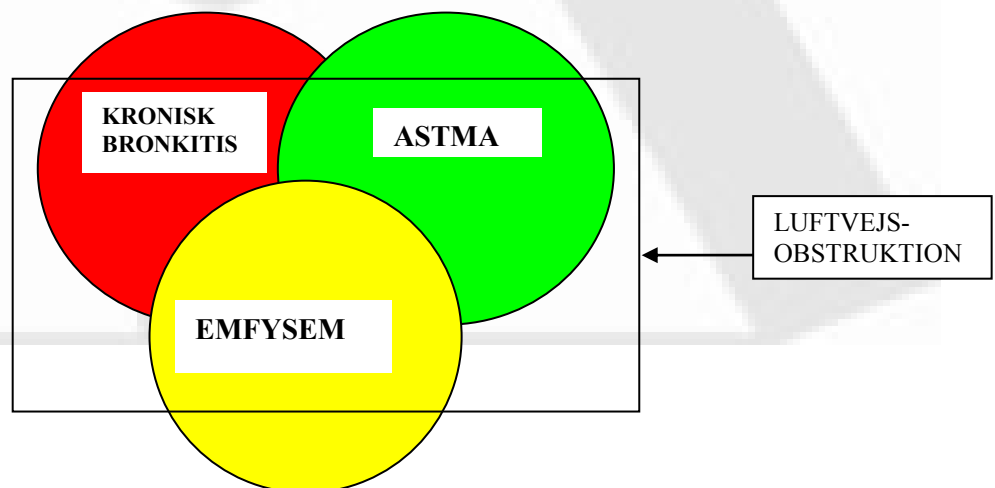 KRONISK
BRONKITIS
ASTMA
LUFTVEJS-
OBSTRUKTION
EMFYSEM